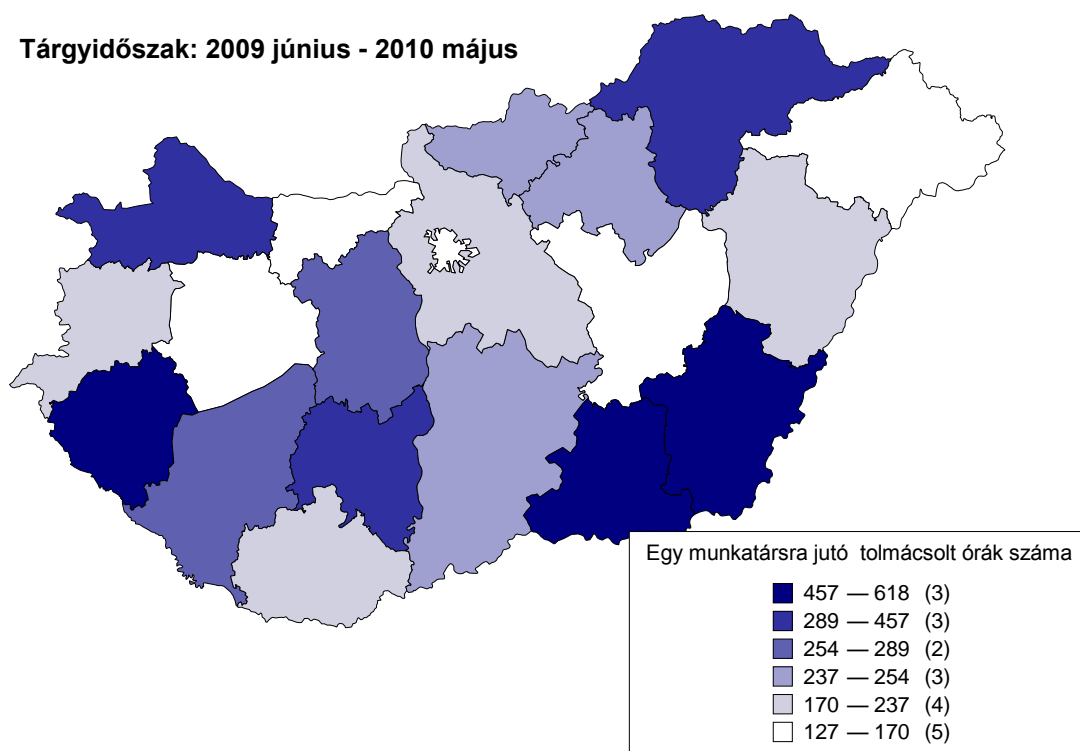 Tárgyidőszak: 2009 június - 2010 május
Egy munkatársra jutó tolmácsolt órák száma
457 — 618 (3)
289 — 457 (3)
254 — 289 (2)
237 — 254 (3)
170 — 237 (4)
127 — 170 (5)